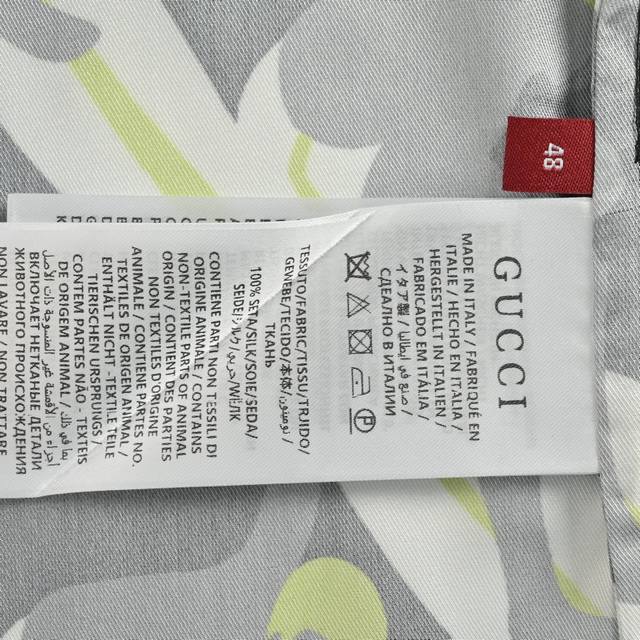 48
GUCCI
MADE IN ITALY / FABRIQUÉ EN
ITALIE / HECHO EN ITALIA /
HERGESTELLT IN ITALIEN /
FABRICADO EM ITÁLIA /
イタリア製 / صنع في ايطاليا /
СДЕЛАНО В ИТАЛИИ
TESSUTO/FABRIC/TISSU/TRJIDO/
GEWEBE/TECIDO/本体/
ТКАНЬ
100% SETA/SILK/SOIE/SEDA/
SEIDE/حرير/ШЕЛК
CONTIENE PARTI NON TESSILI DI
ORIGINE ANIMALE / CONTAINS
NON-TEXTILE PARTS OF ANIMAL
ORIGIN / CONTIENT DES PARTIES
NON TEXTILES D'ORIGINE
ANIMALE / CONTIENE PARTES NO
TEXTILES DE ORIGEN ANIMAL /
ENTHÄLT NICHT -TEXTILE TEILE
TIERISCHEN URSPRUNGS /
CONTEM PARTES NÃO - TEXTEIS
DE ORIGEM ANIMAL /
ВКЛЮЧАЕТ НЕТКАНЫЕ ДЕТАЛИ
ЖИВОТНОГО ПРОИСХОЖДЕНИЯ
NON LAVARE / NON TRATTARE